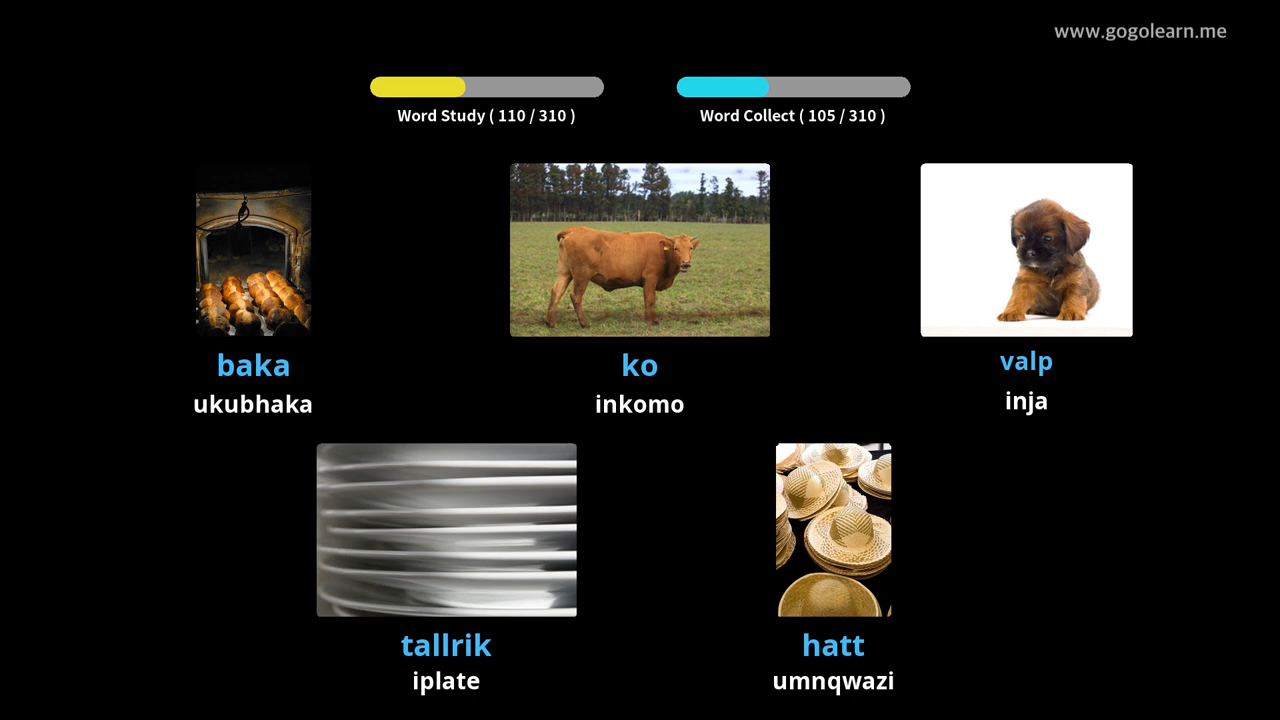 www.gogolearn.me
Word Study ( 110 / 310 )
Word Collect ( 105 / 310 )
baka
ukubhaka
ko
inkomo
valp
inja
tallrik
iplate
hatt
umnqwazi